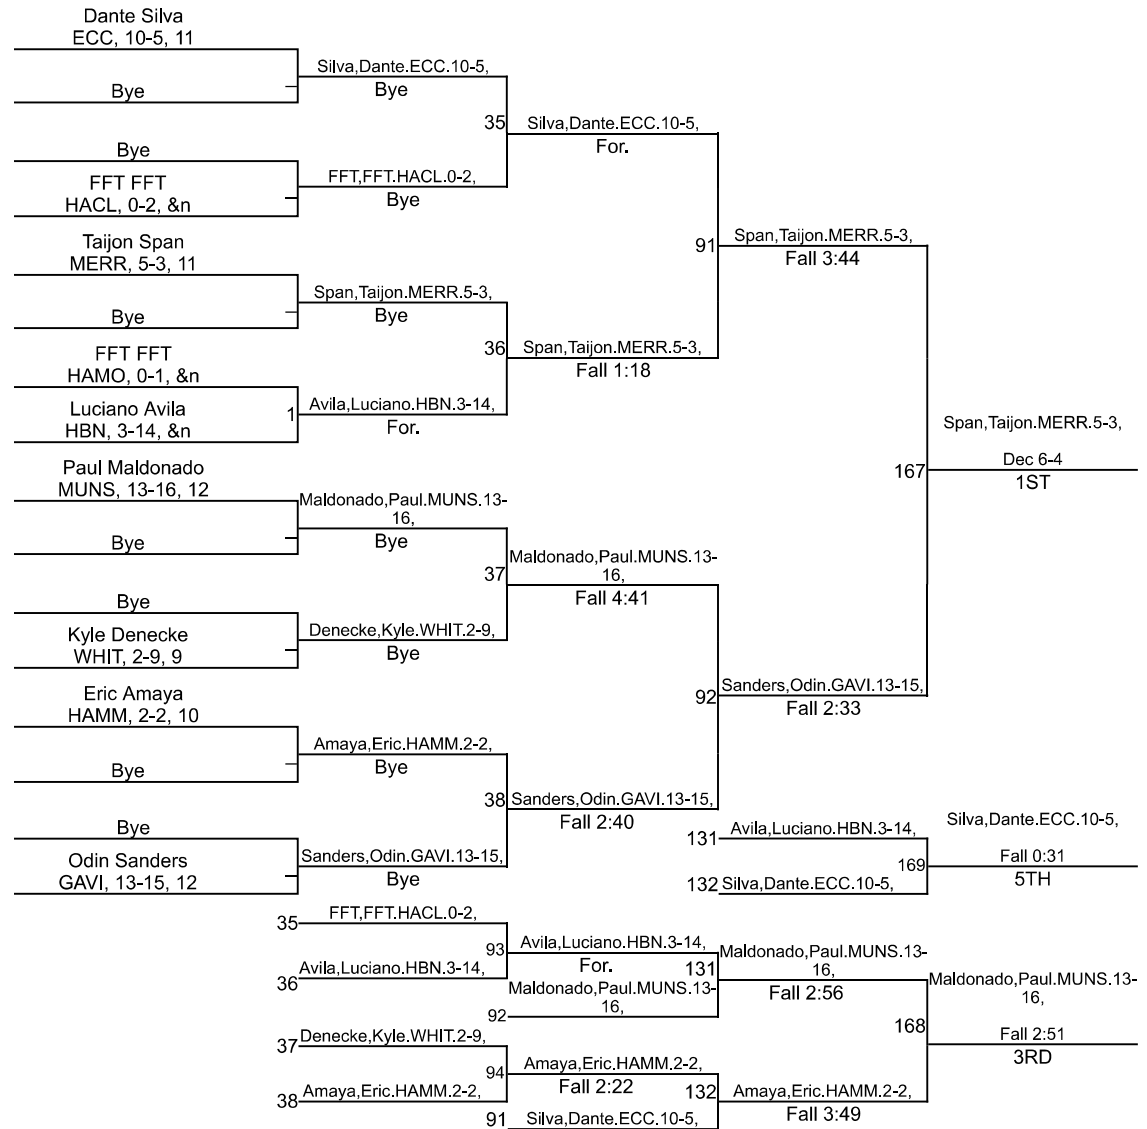 Dante Silva
ECC, 10-5, 11
Bye
Silva,Dante.ECC.10-5,
Bye
35
Silva,Dante.ECC.10-5,
For.
Bye
FFT FFT
HACL, 0-2, &n
FFT,FFT.HACL.0-2,
Bye
91
Span,Taijon.MERR.5-3,
Fall 3:44
Taijon Span
MERR, 5-3, 11
Bye
Span,Taijon.MERR.5-3,
Bye
36
Span,Taijon.MERR.5-3,
Fall 1:18
FFT FFT
HAMO, 0-1, &n
Luciano Avila
HBN, 3-14, &n
1
Avila,Luciano.HBN.3-14,
For.
167
Span,Taijon.MERR.5-3,
Dec 6-4
1ST
Paul Maldonado
MUNS, 13-16, 12
Bye
Maldonado,Paul.MUNS.13-
16,
Bye
37
Maldonado,Paul.MUNS.13-
16,
Fall 4:41
Bye
Kyle Denecke
WHIT, 2-9, 9
Denecke,Kyle.WHIT.2-9,
Bye
92
Sanders,Odin.GAVI.13-15,
Fall 2:33
Eric Amaya
HAMM, 2-2, 10
Bye
Amaya,Eric.HAMM.2-2,
Bye
38
Sanders,Odin.GAVI.13-15,
Fall 2:40
Bye
Odin Sanders
GAVI, 13-15, 12
Sanders,Odin.GAVI.13-15,
Bye
131
Avila,Luciano.HBN.3-14,
132
Silva,Dante.ECC.10-5,
169
Silva,Dante.ECC.10-5,
Fall 0:31
5TH
35
FFT,FFT.HACL.0-2,
36
Avila,Luciano.HBN.3-14,
93
Avila,Luciano.HBN.3-14,
For.
92
Maldonado,Paul.MUNS.13-
16,
131
Maldonado,Paul.MUNS.13-
16,
Fall 2:56
37
Denecke,Kyle.WHIT.2-9,
38
Amaya,Eric.HAMM.2-2,
94
Amaya,Eric.HAMM.2-2,
Fall 2:22
91
Silva,Dante.ECC.10-5,
132
Amaya,Eric.HAMM.2-2,
Fall 3:49
168
Maldonado,Paul.MUNS.13-
16,
Fall 2:51
3RD